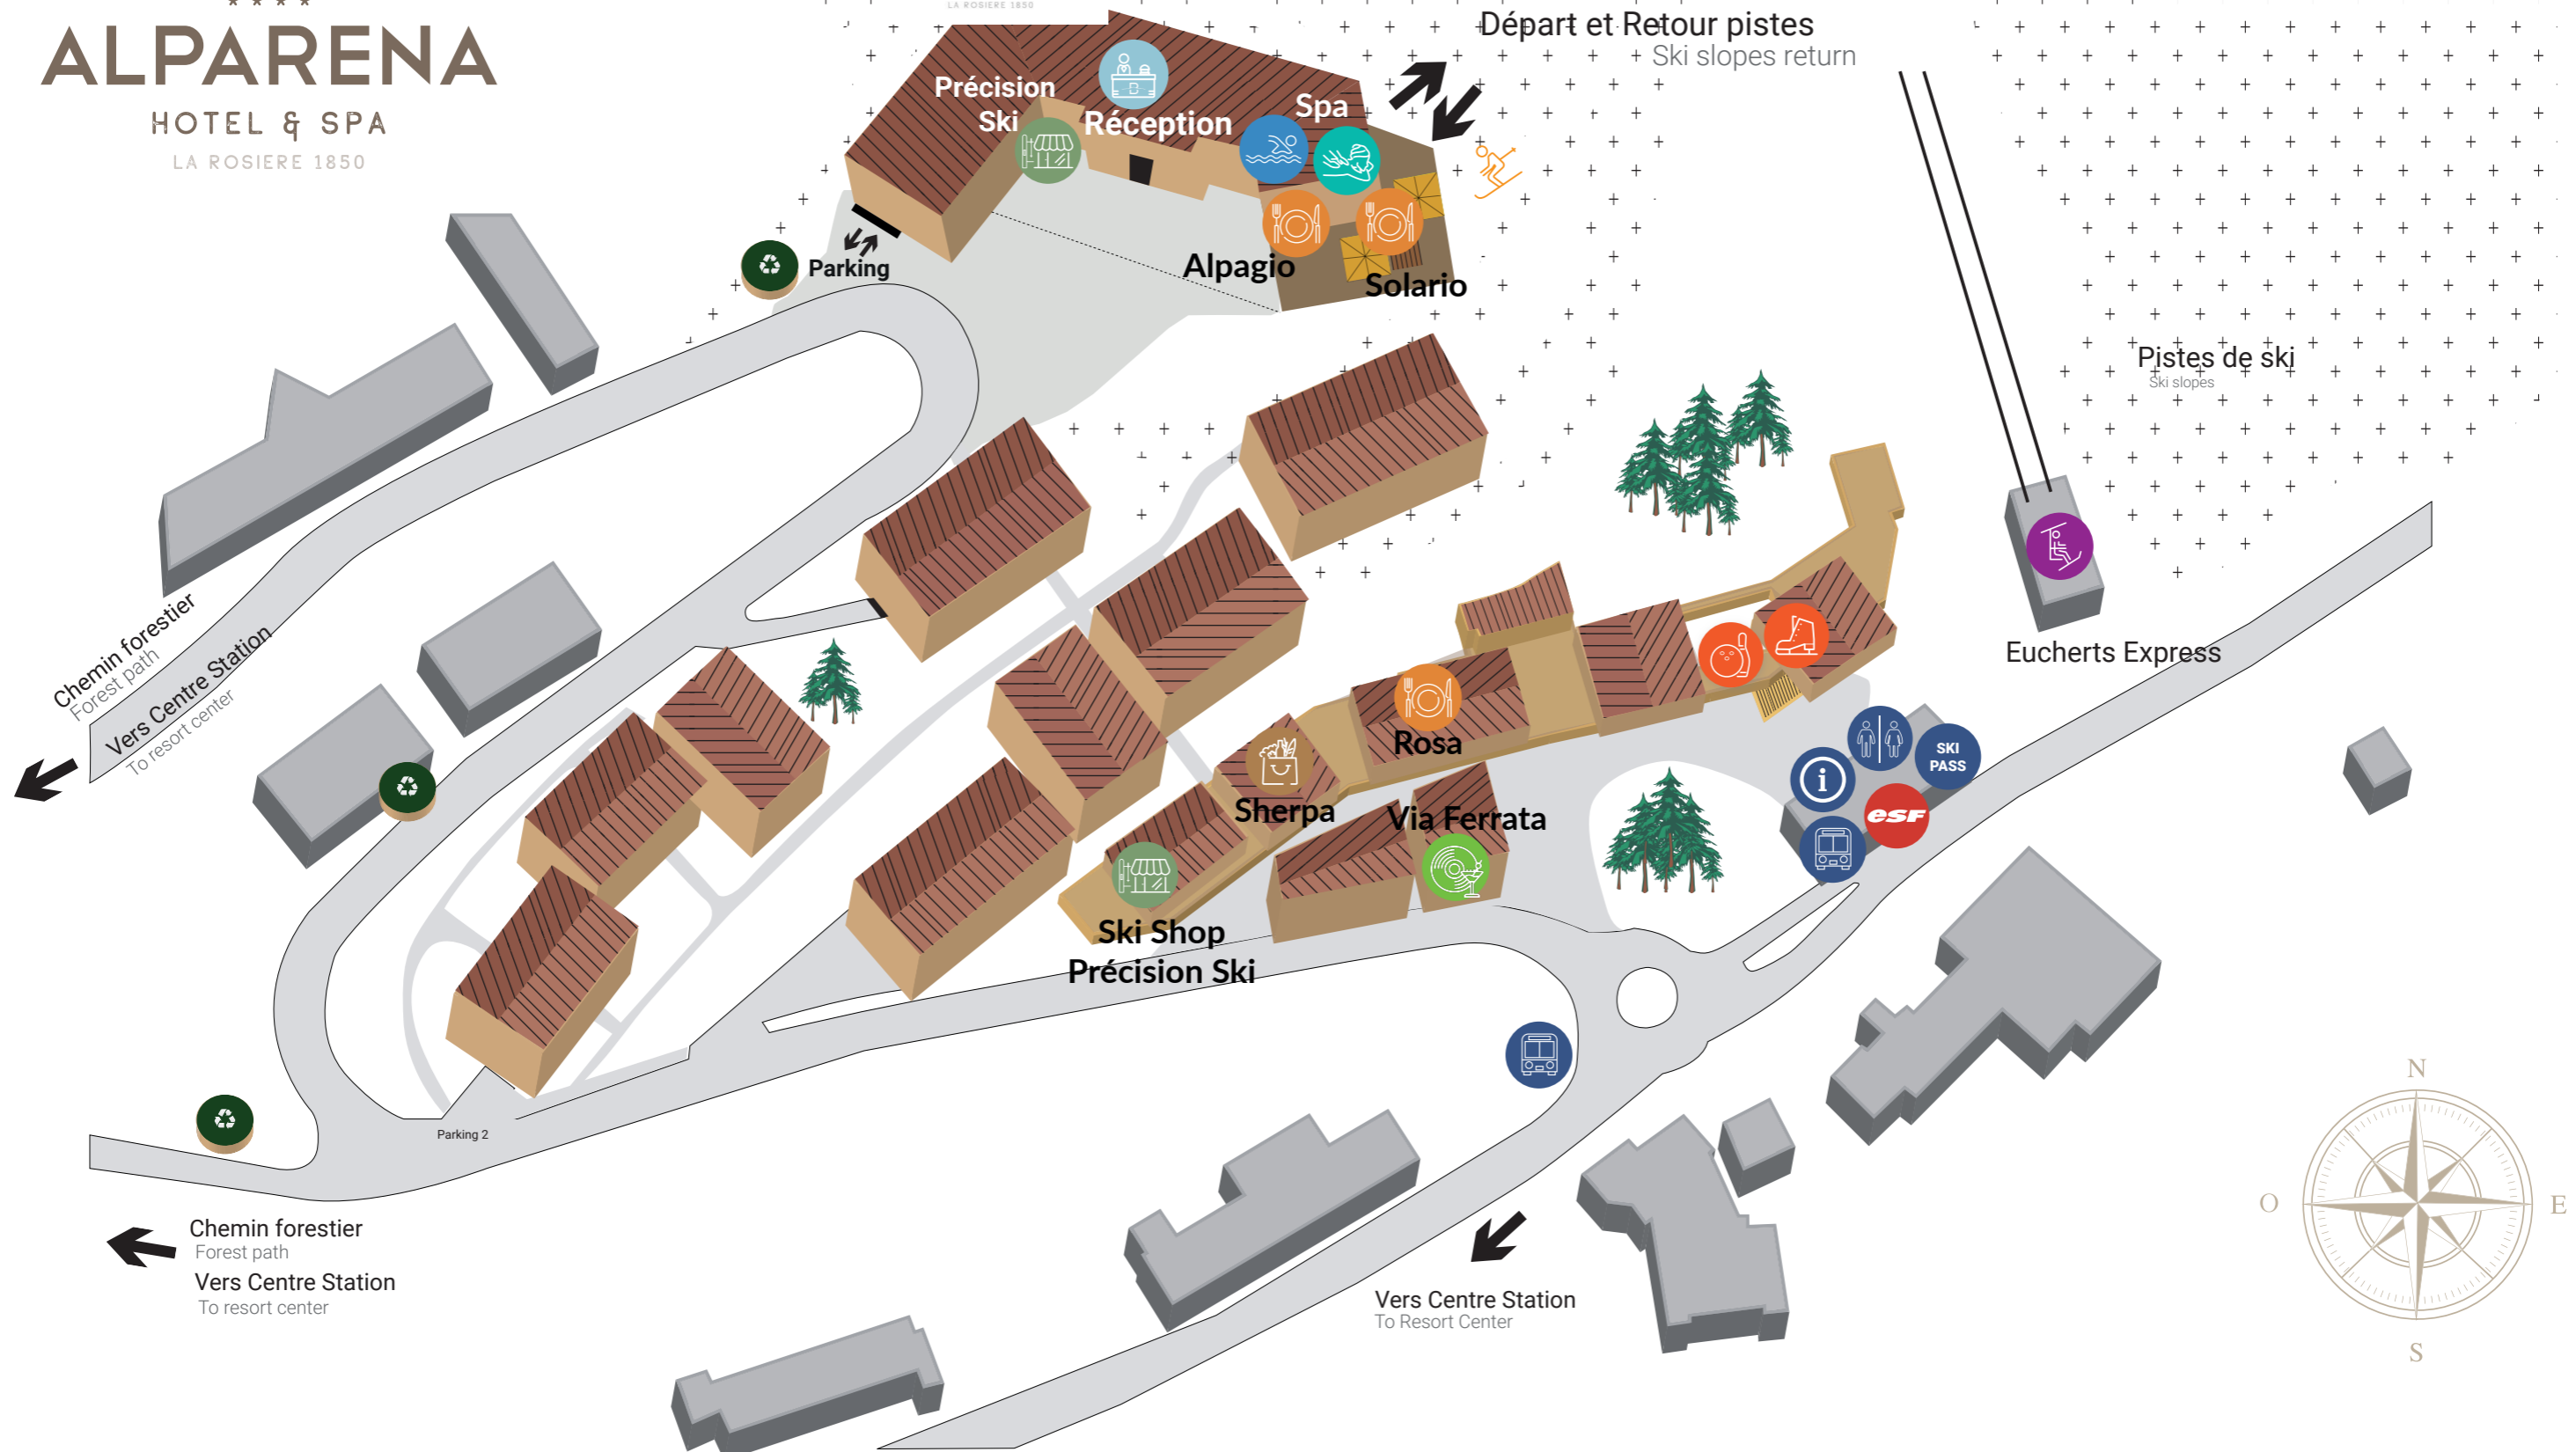 ALPARENA
HOTEL & SPA
LA ROSIERE 1850
LA ROSIERE 1850
Départ et Retour pistes
Ski slopes return
Précision
Ski
Réception
Spa
Parking
Alpagio
Solario
Pistes de ski
Ski slopes
Eucherts Express
Chemin forestier
Forest path
Vers Centre Station
To resort center
Rosa
Sherpa
Via Ferrata
SKI
PASS
i
esf
Ski Shop
Précision Ski
Parking 2
Chemin forestier
Forest path
Vers Centre Station
To resort center
Vers Centre Station
To Resort Center
N
O
E
S